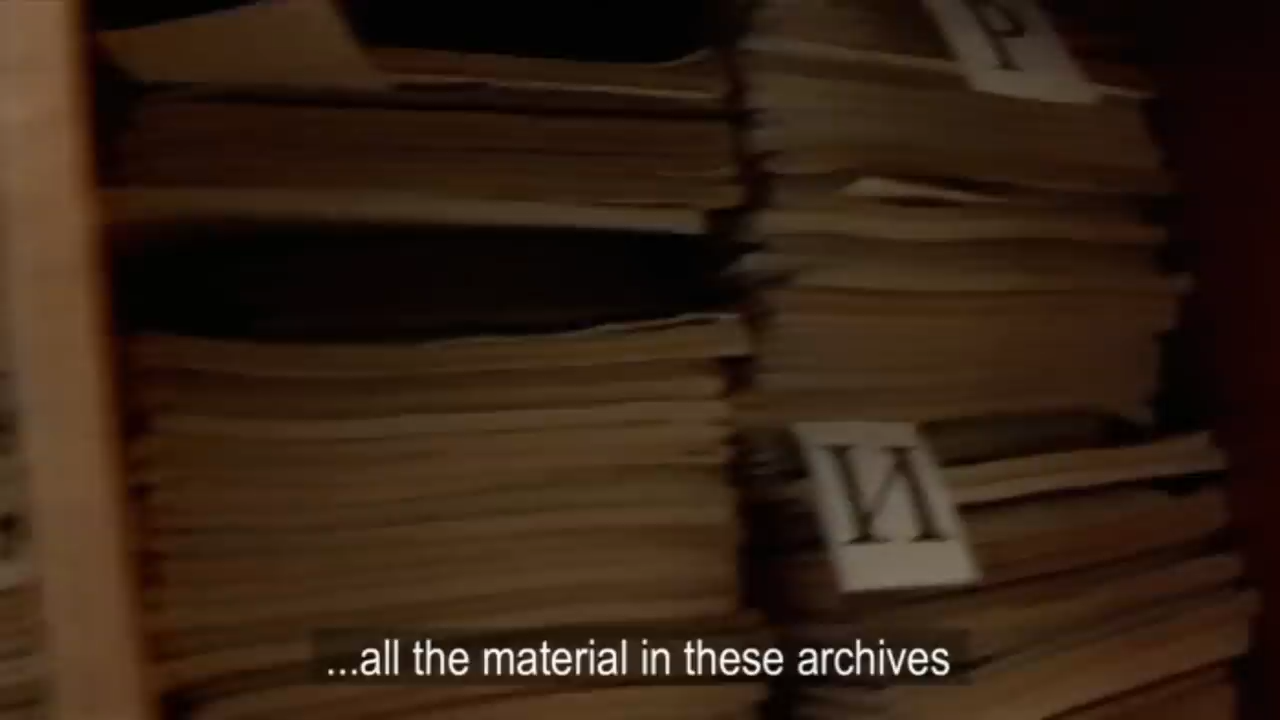 Р
И
...all the material in these archives